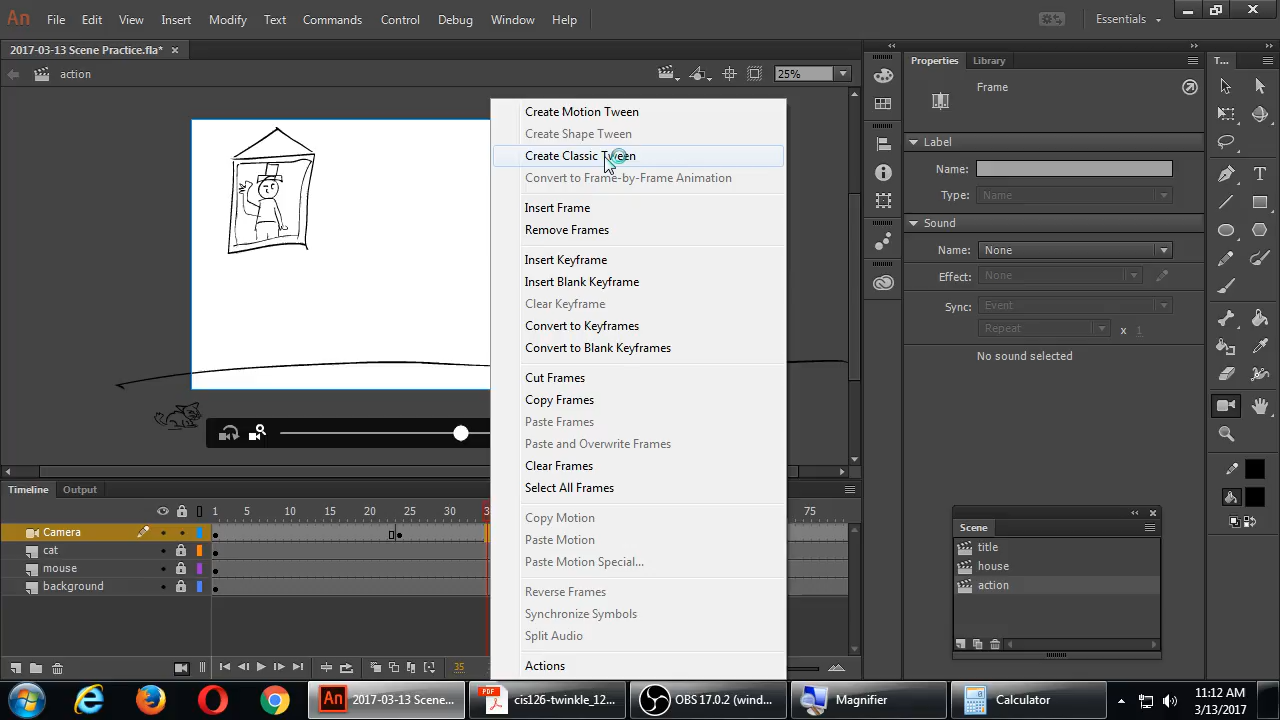 An File Edit View Insert Modify Text Commands Control Debug Window Help Essentials
2017-03-13 Scene Practice.fla* ×
action 25%
Create Motion Tween
Create Shape Tween
Create Classic Tween
Convert to Frame-by-Frame Animation
Insert Frame
Remove Frames
Insert Keyframe
Insert Blank Keyframe
Clear Keyframe
Convert to Keyframes
Convert to Blank Keyframes
Cut Frames
Copy Frames
Paste Frames
Paste and Overwrite Frames
Clear Frames
Select All Frames
Copy Motion
Paste Motion
Paste Motion Special...
Reverse Frames
Synchronize Symbols
Split Audio
Actions
Properties Library
Frame
Label
Name:
Type: Name
Sound
Name: None
Effect: None
Sync: Event
Repeat x 1
No sound selected
T...
Timeline Output
1 5 10 15 20 25 30 75
Camera
cat
mouse
background
35
Scene
title
house
action
An 2017-03-13 Scene...
PDF cis126-twinkle_12...
OBS 17.0.2 (wind...
Magnifier
Calculator
11:12 AM
3/13/2017